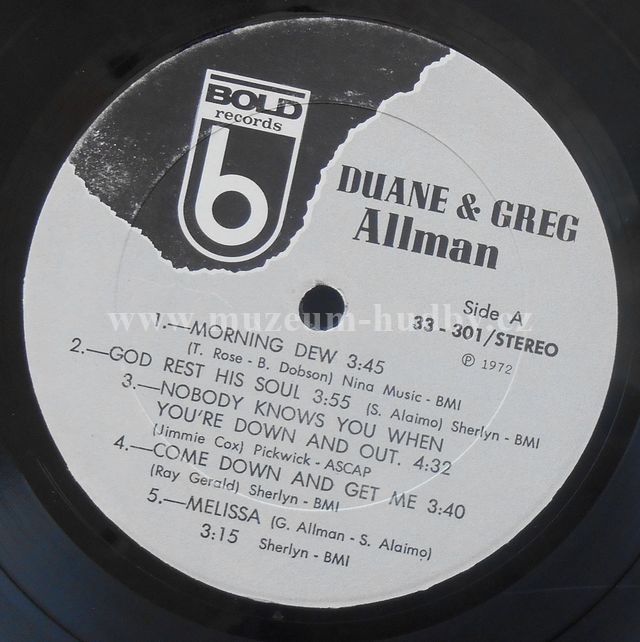 BOLD
records
b
DUANE & GREG
Allman
Side A
33-301/STEREO
℗ 1972
www.muzeum-hudby.cz
1.—MORNING DEW 3:45
(T. Rose - B. Dobson) Nina Music - BMI
2.—GOD REST HIS SOUL 3:55 (S. Alaimo) Sherlyn - BMI
3.—NOBODY KNOWS YOU WHEN
YOU'RE DOWN AND OUT. 4:32
(Jimmie Cox) Pickwick - ASCAP
4.—COME DOWN AND GET ME 3:40
(Ray Gerald) Sherlyn - BMI
5.—MELISSA (G. Allman - S. Alaimo)
3:15 Sherlyn - BMI